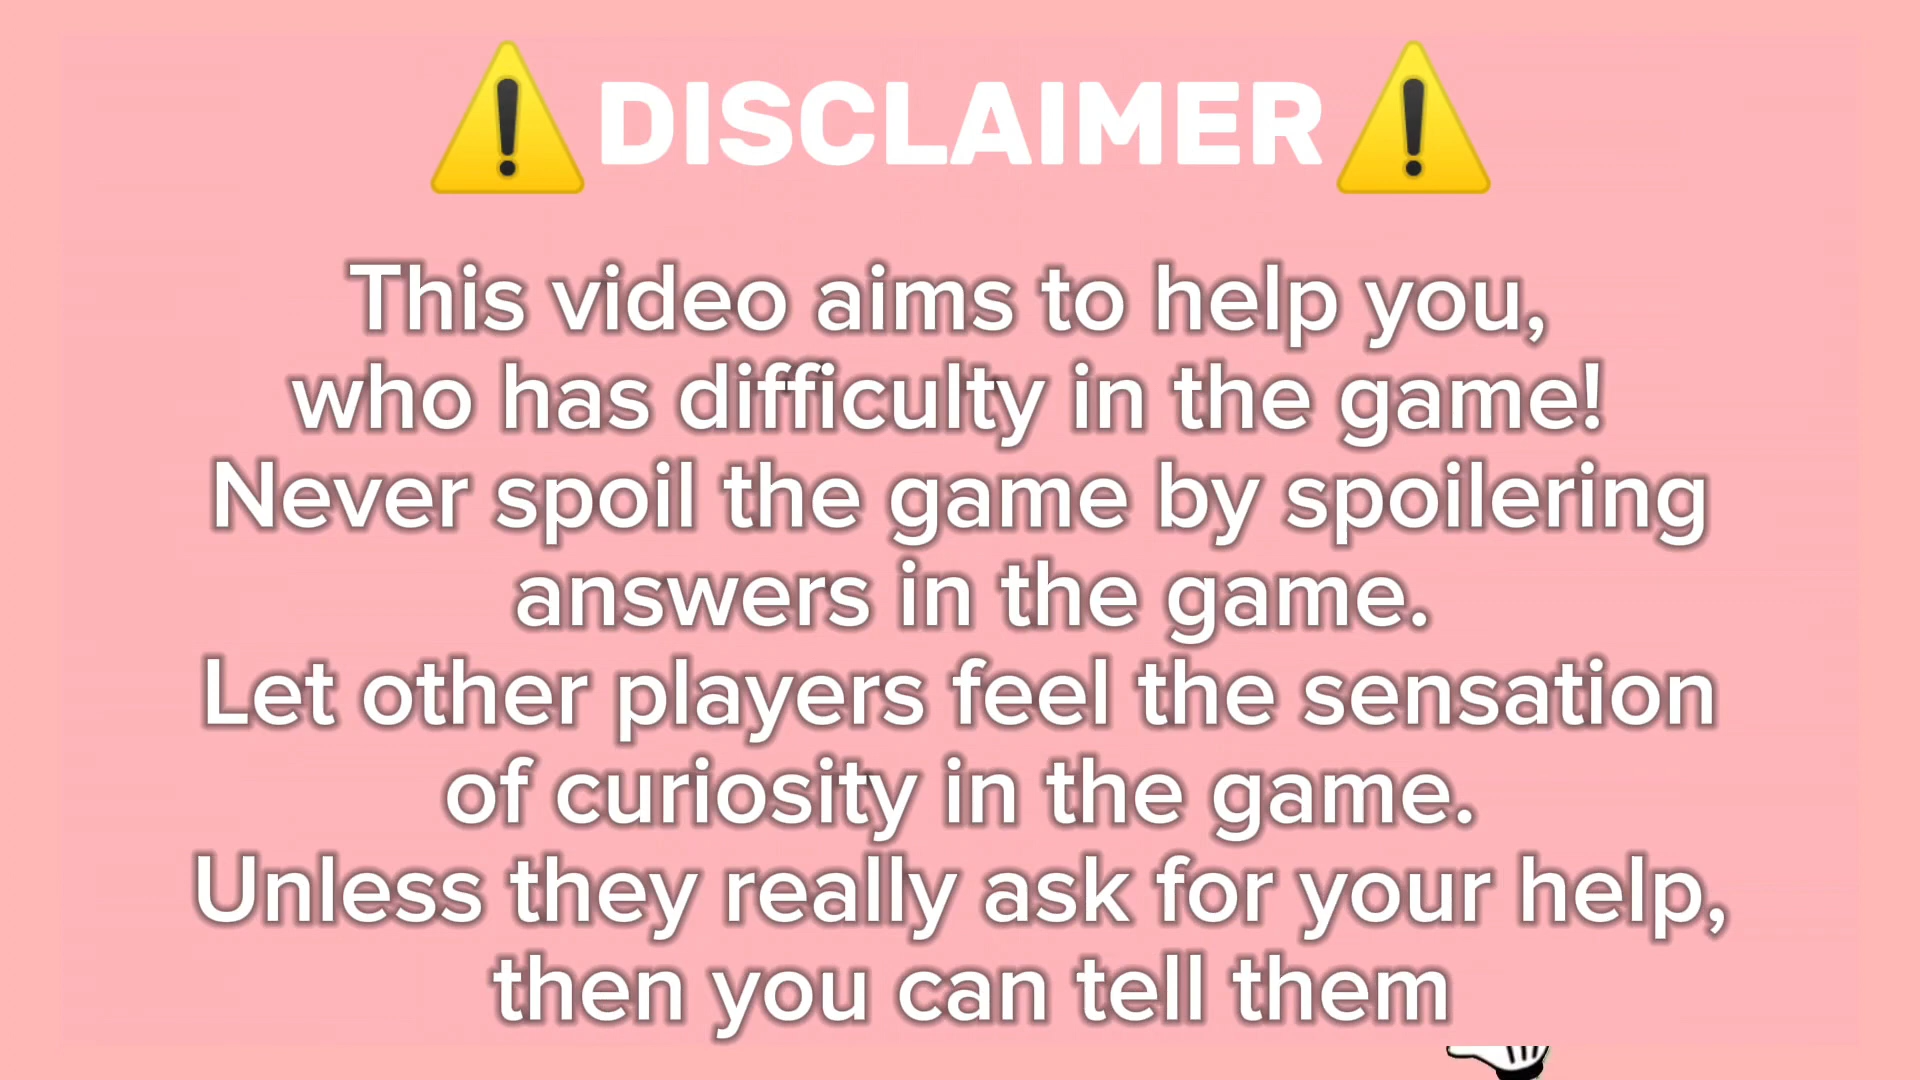 ⚠️DISCLAIMER⚠️
This video aims to help you,
who has difficulty in the game!
Never spoil the game by spoilering
answers in the game.
Let other players feel the sensation
of curiosity in the game.
Unless they really ask for your help,
then you can tell them